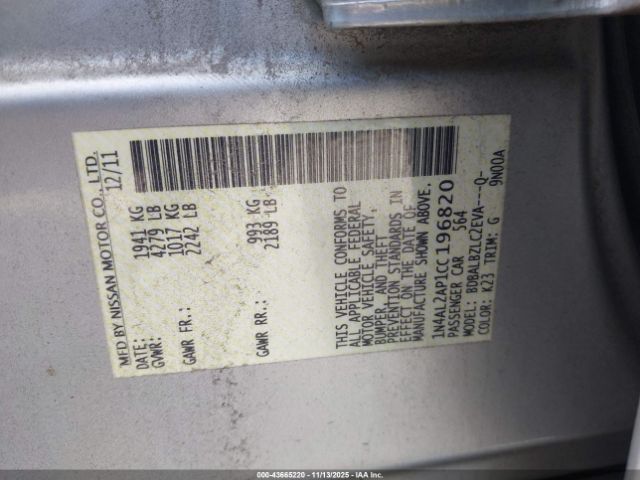 MFD BY NISSAN MOTOR CO., LTD.
DATE: 12/11
GVWR: 1941 KG
4279 LB
GAWR FR.: 1017 KG
2242 LB
GAWR RR.: 993 KG
2189 LB
THIS VEHICLE CONFORMS TO
ALL APPLICABLE FEDERAL
MOTOR VEHICLE SAFETY,
BUMPER, AND THEFT
PREVENTION STANDARDS IN
EFFECT ON THE DATE OF
MANUFACTURE SHOWN ABOVE.
1N4AL2AP1CC196820
PASSENGER CAR 564
MODEL: BDBALBZLC2EVA---Q-
COLOR: K23 TRIM: G 9N00A
000-43665220 - 11/13/2025 - IAA Inc.